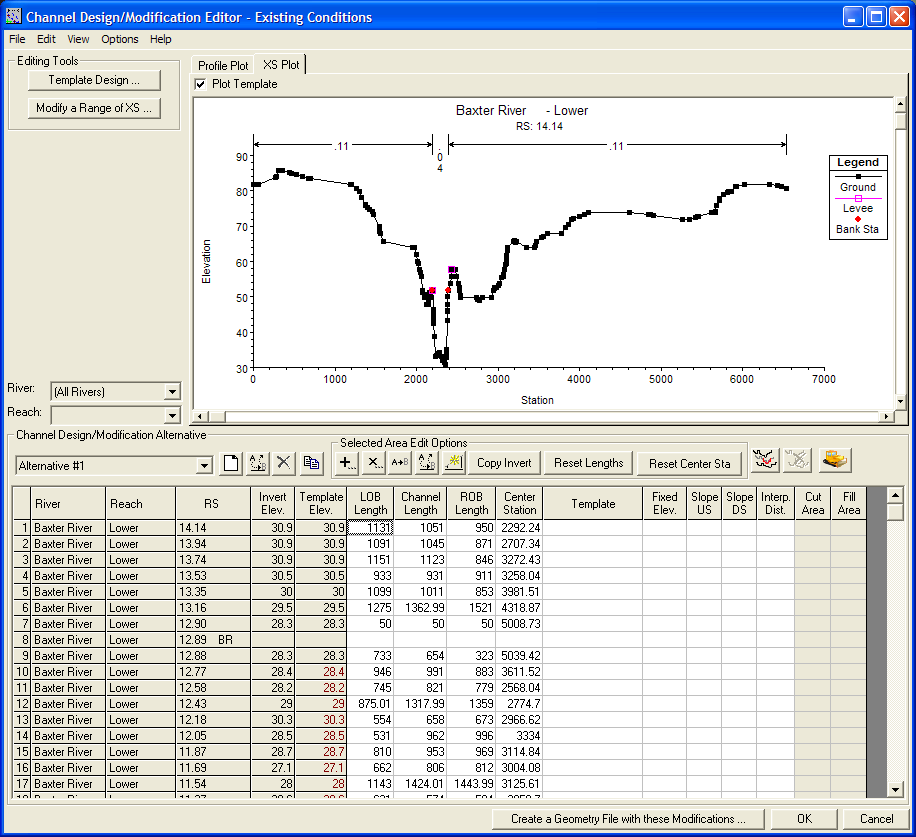 Channel Design/Modification Editor - Existing Conditions
File Edit View Options Help
Editing Tools
Template Design ...
Modify a Range of XS ...
Profile Plot XS Plot
Plot Template
Baxter River - Lower
RS: 14.14
.11 .04 .11
Elevation
90
80
70
60
50
40
30
0 1000 2000 3000 4000 5000 6000 7000
Station
Legend
Ground
Levee
Bank Sta
River: (All Rivers)
Reach:
Channel Design/Modification Alternative
Alternative #1
Selected Area Edit Options
Copy Invert Reset Lengths Reset Center Sta
River Reach RS Invert Elev. Template Elev. LOB Length Channel Length ROB Length Center Station Template Fixed Elev. Slope US Slope DS Interp. Dist. Cut Area Fill Area
1 Baxter River Lower 14.14 30.9 30.9 1131 1051 950 2292.24
2 Baxter River Lower 13.94 30.9 30.9 1091 1045 871 2707.34
3 Baxter River Lower 13.74 30.9 30.9 1151 1123 846 3272.43
4 Baxter River Lower 13.53 30.5 30.5 933 931 911 3258.04
5 Baxter River Lower 13.35 30 30 1099 1011 853 3981.51
6 Baxter River Lower 13.16 29.5 29.5 1275 1362.99 1521 4318.87
7 Baxter River Lower 12.90 28.3 28.3 50 50 50 5008.73
8 Baxter River Lower 12.89 BR
9 Baxter River Lower 12.88 28.3 28.3 733 654 323 5039.42
10 Baxter River Lower 12.77 28.4 28.4 946 991 883 3611.52
11 Baxter River Lower 12.58 28.2 28.2 745 821 779 2568.04
12 Baxter River Lower 12.43 29 29 875.01 1317.99 1359 2774.7
13 Baxter River Lower 12.18 30.3 30.3 554 658 673 2966.62
14 Baxter River Lower 12.05 28.5 28.5 531 962 996 3334
15 Baxter River Lower 11.87 28.7 28.7 810 953 969 3114.84
16 Baxter River Lower 11.69 27.1 27.1 662 806 812 3004.08
17 Baxter River Lower 11.54 28 28 1143 1424.01 1443.99 3125.61
Create a Geometry File with these Modifications ... OK Cancel